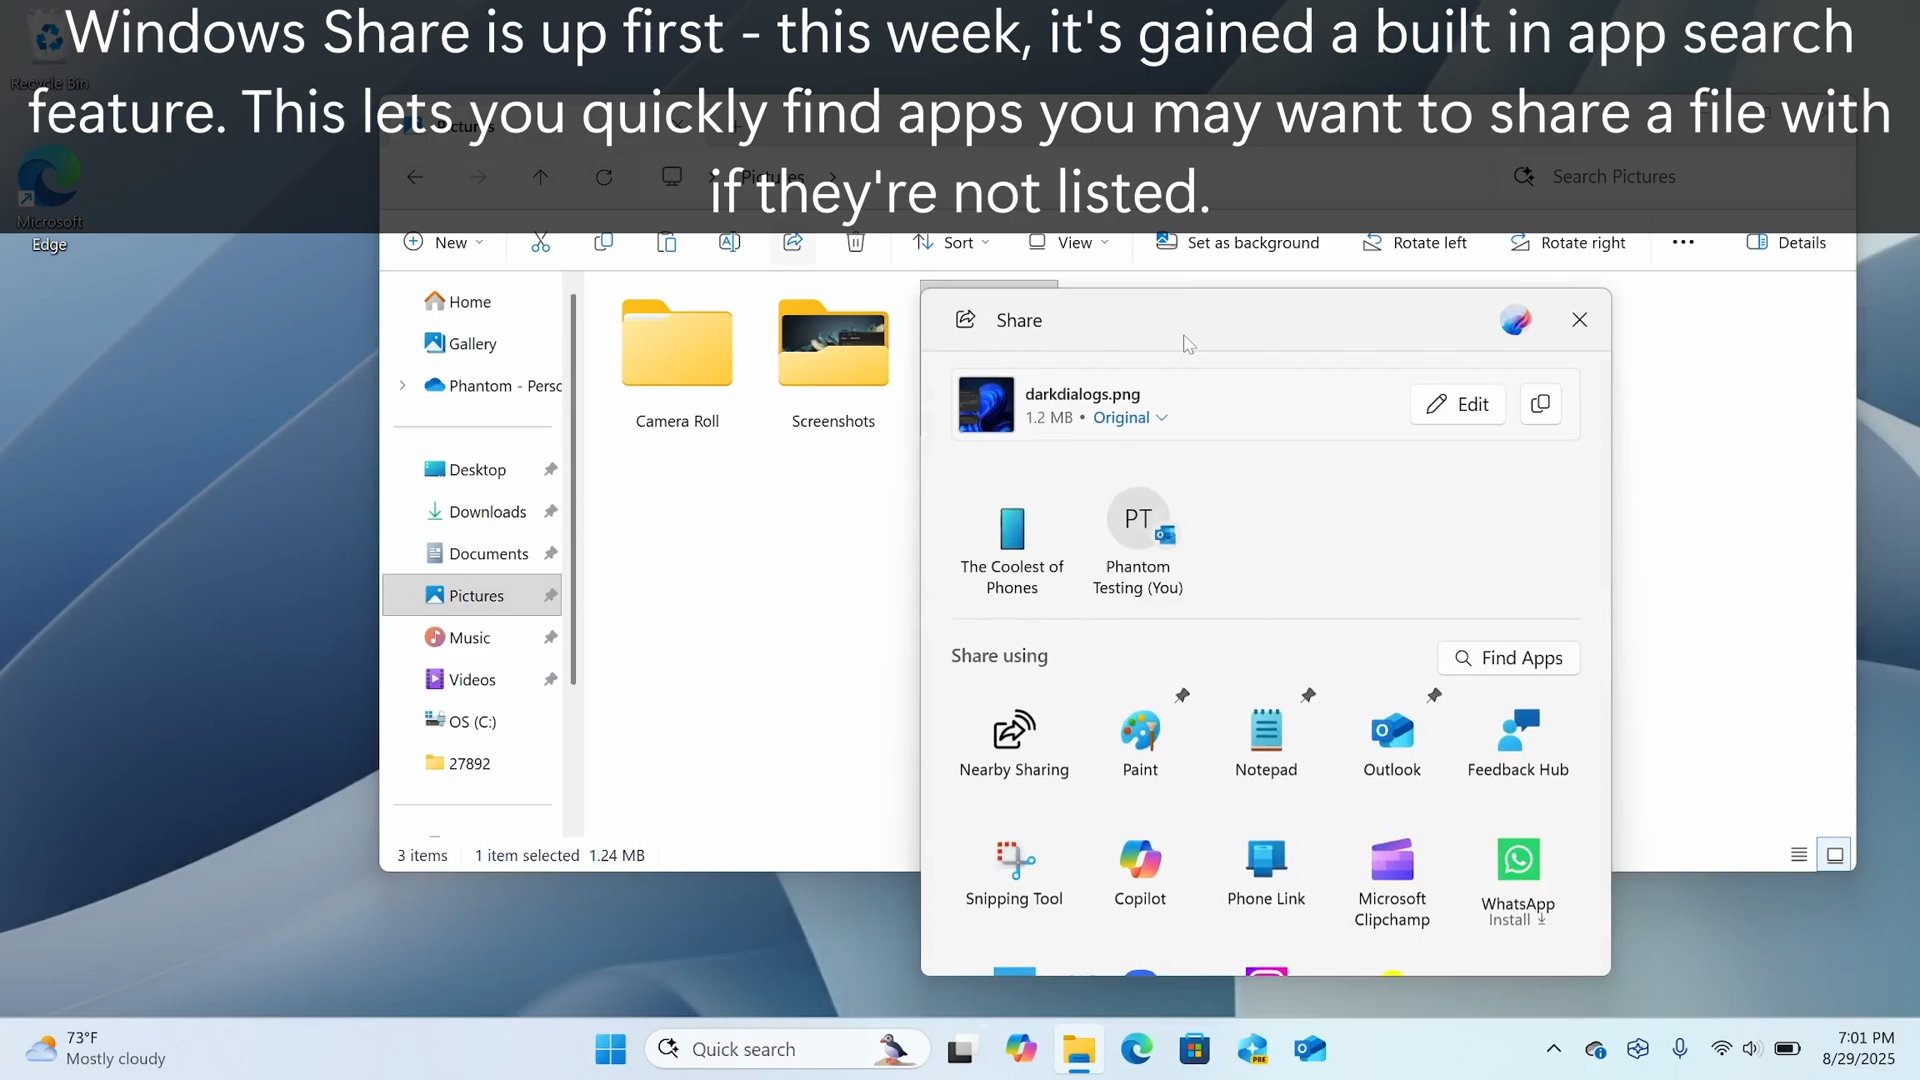 Windows Share is up first - this week, it's gained a built in app search
feature. This lets you quickly find apps you may want to share a file with
if they're not listed.
Recycle Bin
Microsoft
Edge
Pictures
Pictures
Search Pictures
New
Sort
View
Set as background
Rotate left
Rotate right
Details
Home
Gallery
Phantom - Perso
Desktop
Downloads
Documents
Pictures
Music
Videos
OS (C:)
27892
Camera Roll
Screenshots
Share
darkdialogs.png
1.2 MB • Original
Edit
The Coolest of
Phones
PT
Phantom
Testing (You)
Share using
Find Apps
Nearby Sharing
Paint
Notepad
Outlook
Feedback Hub
Snipping Tool
Copilot
Phone Link
Microsoft
Clipchamp
WhatsApp
Install
3 items
1 item selected 1.24 MB
73°F
Mostly cloudy
Quick search
PRE
7:01 PM
8/29/2025